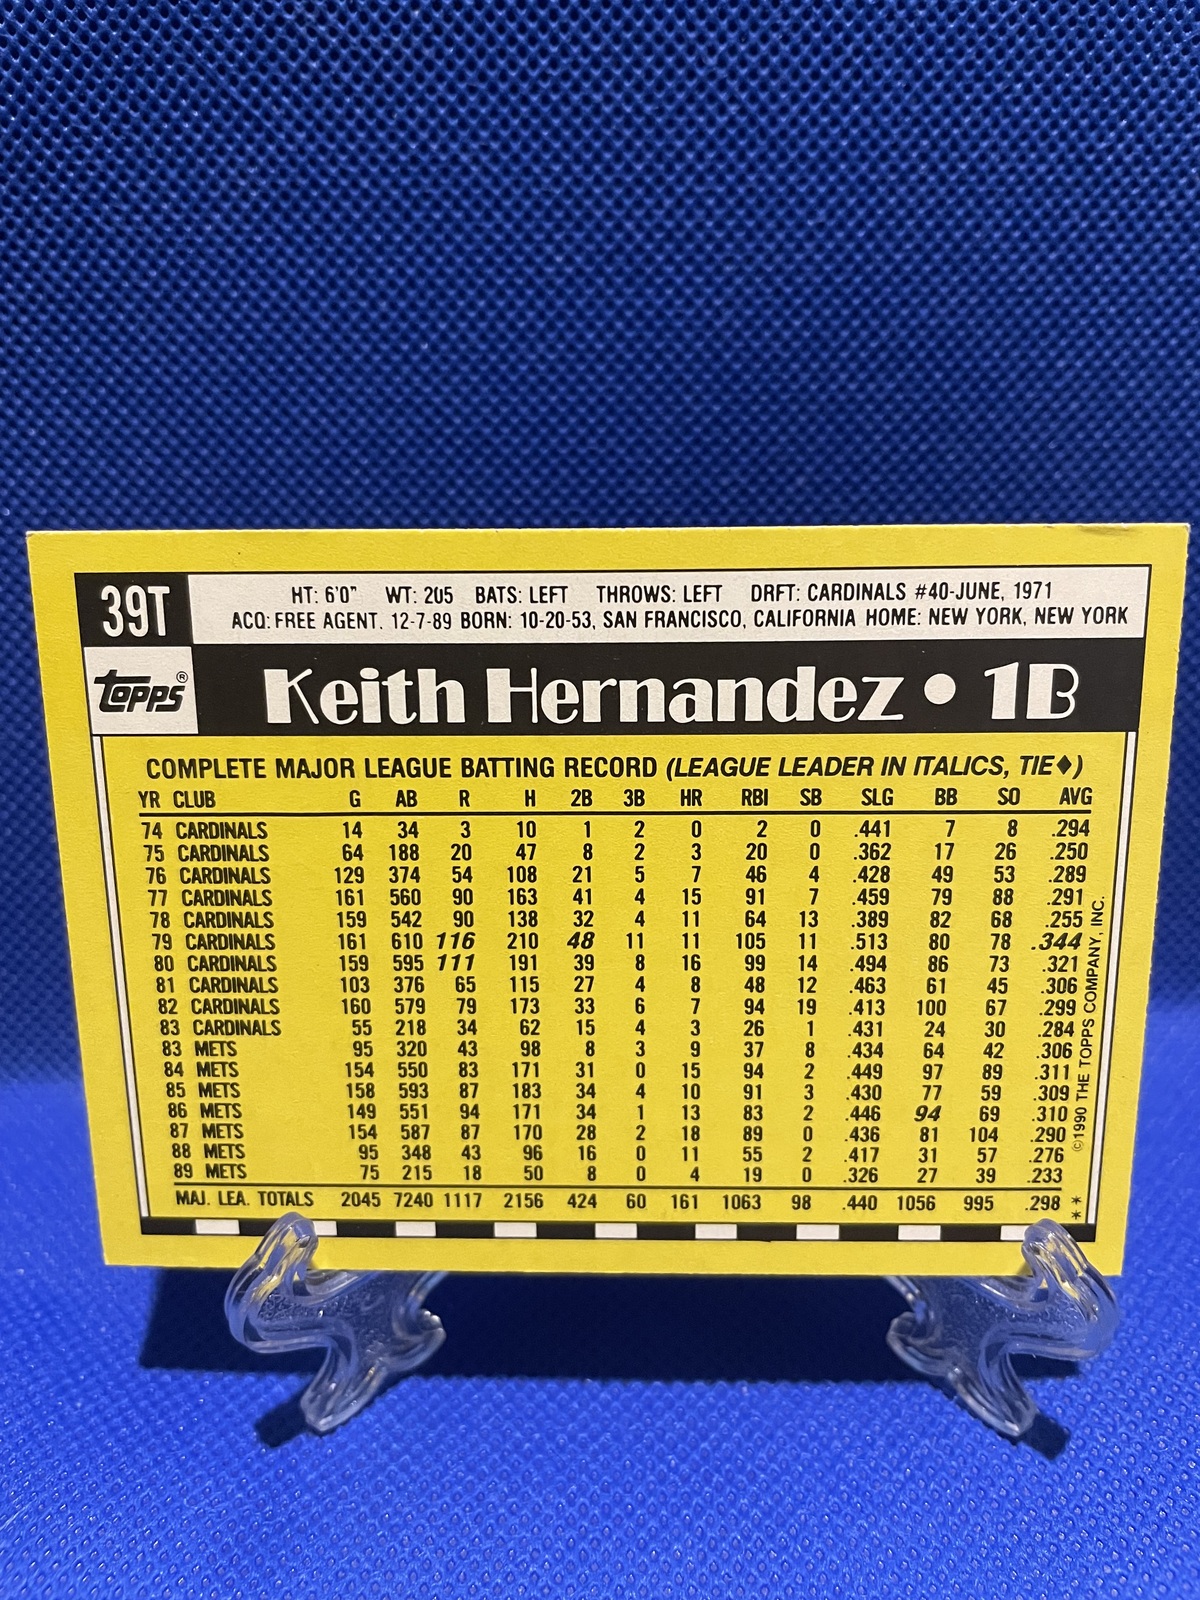 39T
HT: 6'0" WT: 205 BATS: LEFT THROWS: LEFT DRFT: CARDINALS #40-JUNE, 1971
ACQ: FREE AGENT. 12-7-89 BORN: 10-20-53, SAN FRANCISCO, CALIFORNIA HOME: NEW YORK, NEW YORK
Topps®
Keith Hernandez • 1B
COMPLETE MAJOR LEAGUE BATTING RECORD (LEAGUE LEADER IN ITALICS, TIE♦)
YR CLUB G AB R H 2B 3B HR RBI SB SLG BB SO AVG
74 CARDINALS 14 34 3 10 1 2 0 2 0 .441 7 8 .294
75 CARDINALS 64 188 20 47 8 2 3 20 0 .362 17 26 .250
76 CARDINALS 129 374 54 108 21 5 7 46 4 .428 49 53 .289
77 CARDINALS 161 560 90 163 41 4 15 91 7 .459 79 88 .291
78 CARDINALS 159 542 90 138 32 4 11 64 13 .389 82 68 .255
79 CARDINALS 161 610 116 210 48 11 11 105 11 .513 80 78 .344
80 CARDINALS 159 595 111 191 39 8 16 99 14 .494 86 73 .321
81 CARDINALS 103 376 65 115 27 4 8 48 12 .463 61 45 .306
82 CARDINALS 160 579 79 173 33 6 7 94 19 .413 100 67 .299
83 CARDINALS 55 218 34 62 15 4 3 26 1 .431 24 30 .284
83 METS 95 320 43 98 8 3 9 37 8 .434 64 42 .306
84 METS 154 550 83 171 31 0 15 94 2 .449 97 89 .311
85 METS 158 593 87 183 34 4 10 91 3 .430 77 59 .309
86 METS 149 551 94 171 34 1 13 83 2 .446 94 69 .310
87 METS 154 587 87 170 28 2 18 89 0 .436 81 104 .290
88 METS 95 348 43 96 16 0 11 55 2 .417 31 57 .276
89 METS 75 215 18 50 8 0 4 19 0 .326 27 39 .233
MAJ. LEA. TOTALS 2045 7240 1117 2156 424 60 161 1063 98 .440 1056 995 .298
©1990 THE TOPPS COMPANY, INC.
**